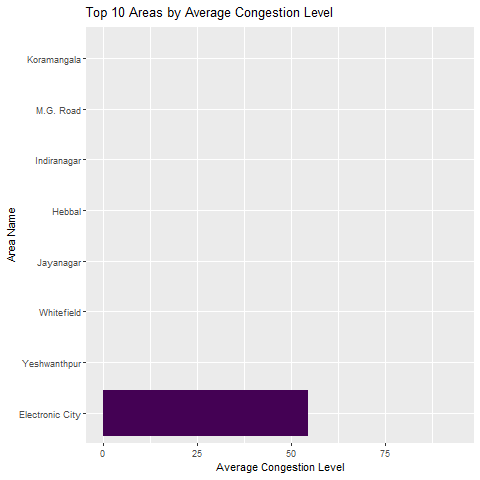 Top 10 Areas by Average Congestion Level
Koramangala
M.G. Road
Indiranagar
Hebbal
Jayanagar
Whitefield
Yeshwanthpur
Electronic City
Area Name
0 25 50 75
Average Congestion Level